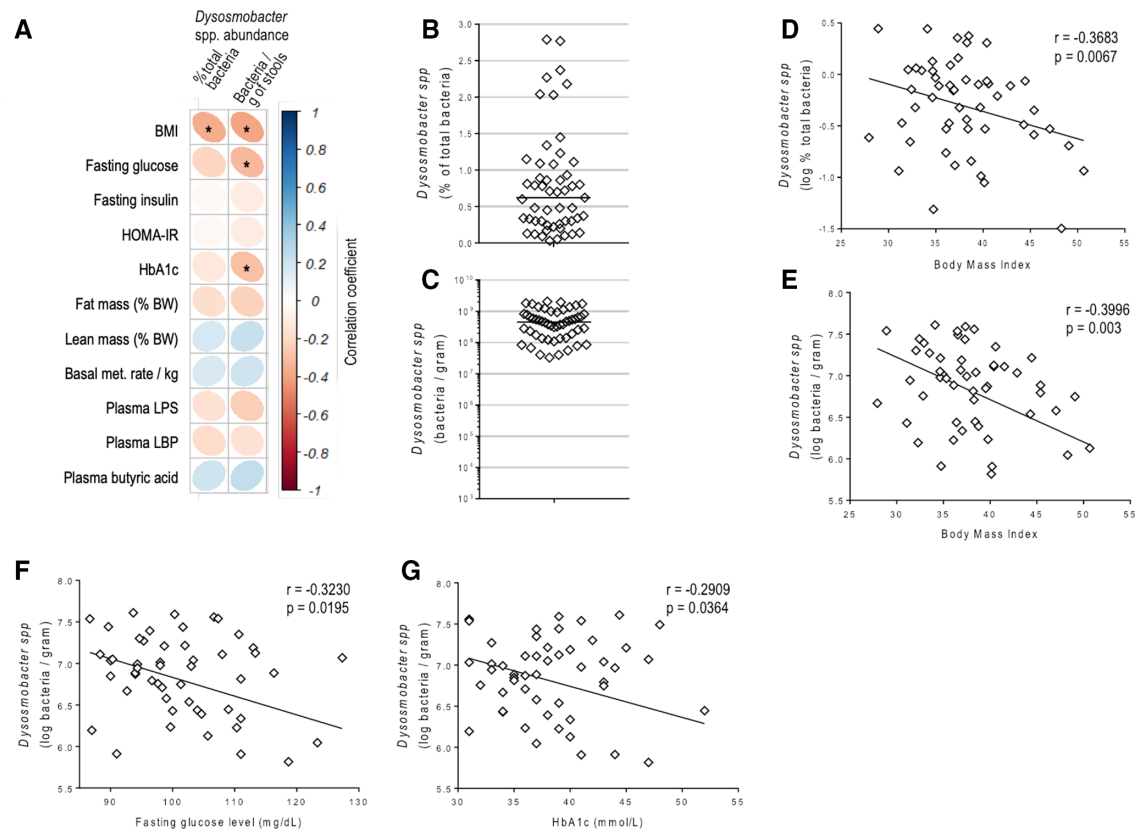 A
Dysosmobacter
spp. abundance
% total
bacteria
Bacteria /
g of stools
BMI
* *
Fasting glucose
*
Fasting insulin
HOMA-IR
HbA1c
*
Fat mass (% BW)
Lean mass (% BW)
Basal met. rate / kg
Plasma LPS
Plasma LBP
Plasma butyric acid
1
0.8
0.6
0.4
0.2
0
-0.2
-0.4
-0.6
-0.8
-1
Correlation coefficient
B
Dysosmobacter spp
(% of total bacteria)
3.0
2.5
2.0
1.5
1.0
0.5
0.0
C
Dysosmobacter spp
(bacteria / gram)
10^10
10^9
10^8
10^7
10^6
10^5
10^4
10^3
D
Dysosmobacter spp
(log % total bacteria)
0.5
0.0
-0.5
-1.0
-1.5
r = -0.3683
p = 0.0067
25 30 35 40 45 50 55
Body Mass Index
E
Dysosmobacter spp
(log bacteria / gram)
8.0
7.5
7.0
6.5
6.0
5.5
r = -0.3996
p = 0.003
25 30 35 40 45 50 55
Body Mass Index
F
Dysosmobacter spp
(log bacteria / gram)
8.0
7.5
7.0
6.5
6.0
5.5
r = -0.3230
p = 0.0195
90 100 110 120 130
Fasting glucose level (mg/dL)
G
Dysosmobacter spp
(log bacteria / gram)
8.0
7.5
7.0
6.5
6.0
5.5
r = -0.2909
p = 0.0364
30 35 40 45 50 55
HbA1c (mmol/L)